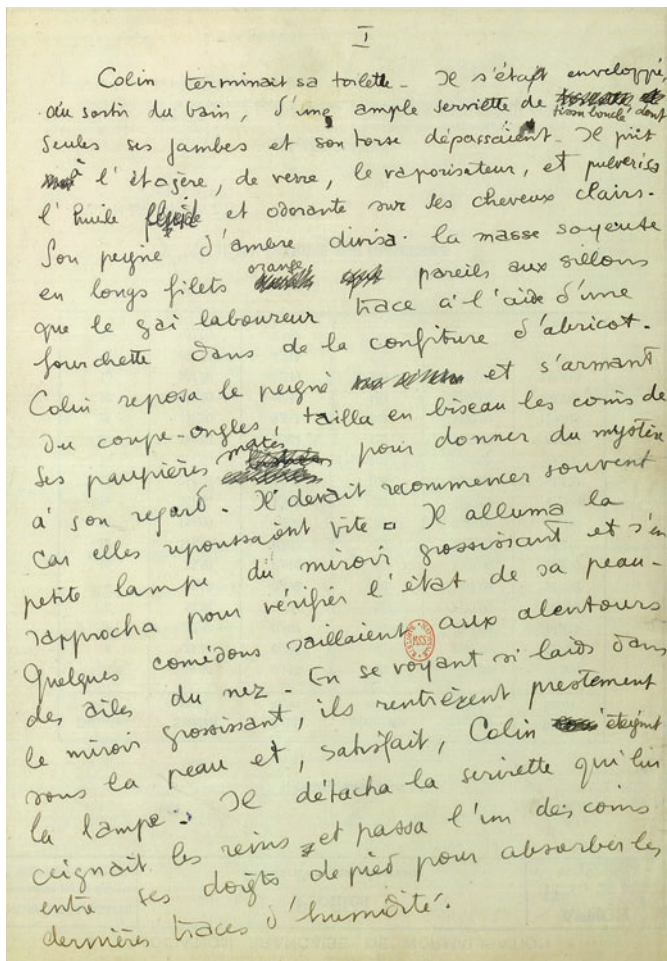 I
Colin terminait sa toilette. Il s'était enveloppé,
au sortir du bain, d'une ample serviette de
tissu bouclé dont
seules ses jambes et son torse dépassaient. Il prit
à l'étagère, de verre, le vaporisateur, et pulvérisa
l'huile fluide et odorante sur les cheveux clairs.
Son peigne d'ambre divisa la masse soyeuse
en longs filets orange pareils aux sillons
que le gai laboureur trace à l'aide d'une
fourchette dans de la confiture d'abricot.
Colin reposa le peigne et s'armant
du coupe-ongles, tailla en biseau les coins de
ses paupières mates pour donner du mystère
à son regard. Il devait recommencer souvent
car elles repoussaient vite. Il alluma la
petite lampe du miroir grossissant et s'en
rapprocha pour vérifier l'état de sa peau.
Quelques comédons saillaient aux alentours
des ailes du nez. En se voyant si laids dans
le miroir grossissant, ils rentrèrent prestement
sous la peau et, satisfait, Colin éteignit
la lampe. Il détacha la serviette qui lui
ceignait les reins et passa l'un des coins
entre ses doigts de pied pour absorber les
dernières traces d'humidité.